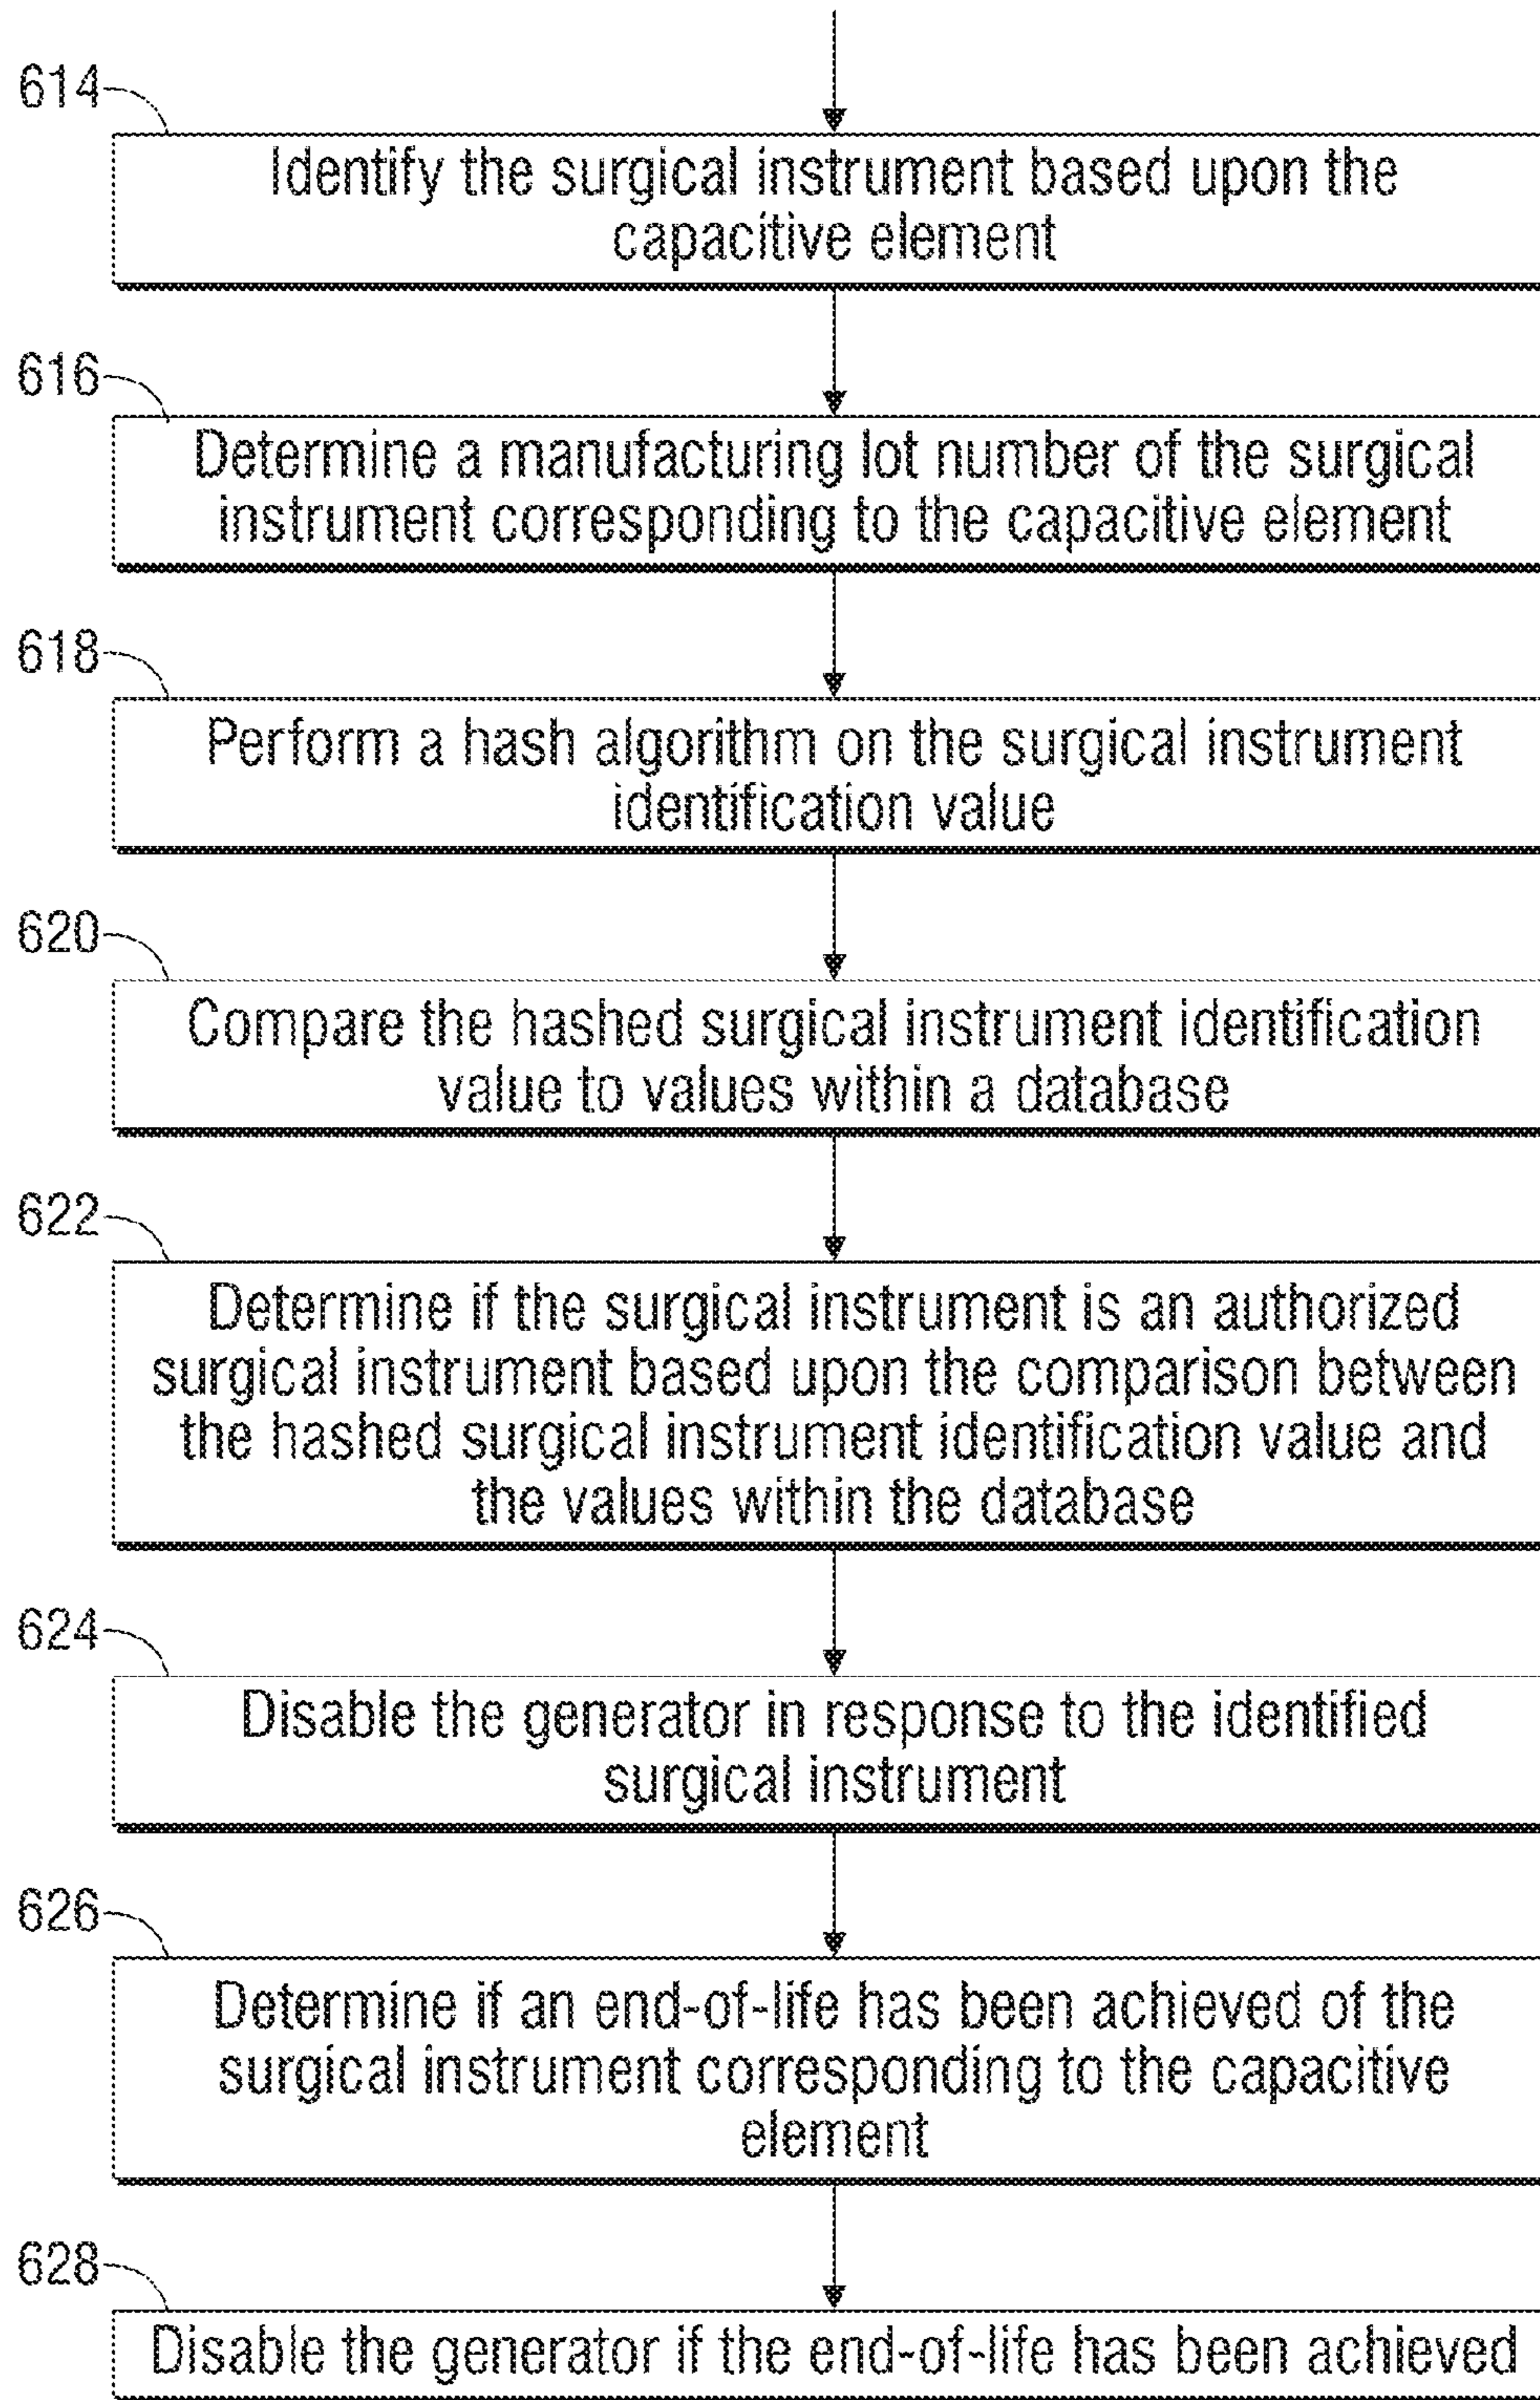 614
Identify the surgical instrument based upon the
capacitive element
616
Determine a manufacturing lot number of the surgical
instrument corresponding to the capacitive element
618
Perform a hash algorithm on the surgical instrument
identification value
620
Compare the hashed surgical instrument identification
value to values within a database
622
Determine if the surgical instrument is an authorized
surgical instrument based upon the comparison between
the hashed surgical instrument identification value and
the values within the database
624
Disable the generator in response to the identified
surgical instrument
626
Determine if an end-of-life has been achieved of the
surgical instrument corresponding to the capacitive
element
628
Disable the generator if the end-of-life has been achieved